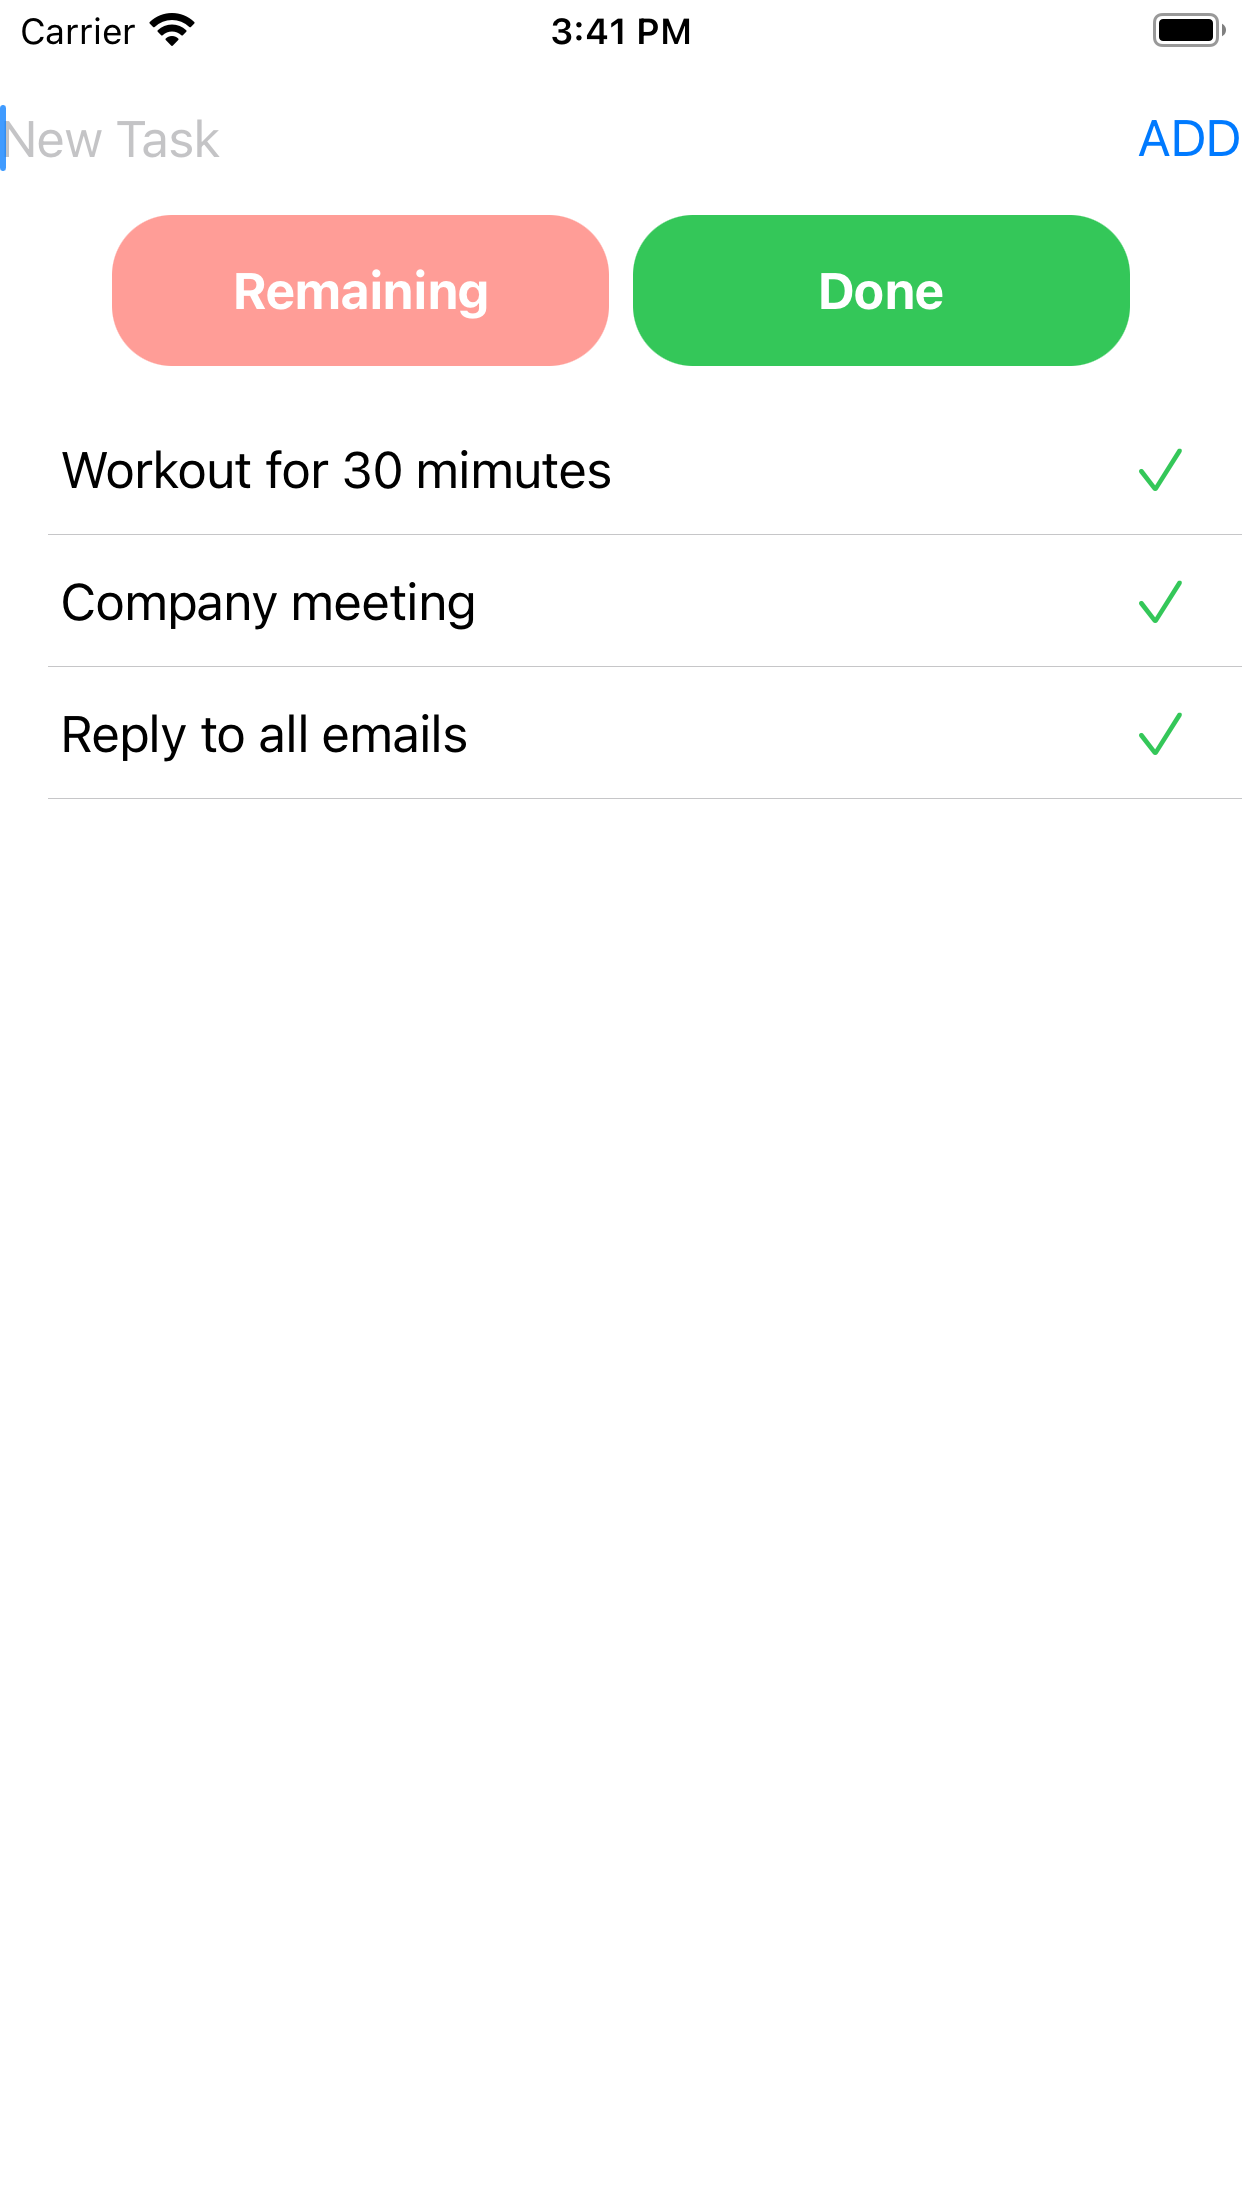 Carrier
3:41 PM
New Task
ADD
Remaining
Done
Workout for 30 mimutes
Company meeting
Reply to all emails